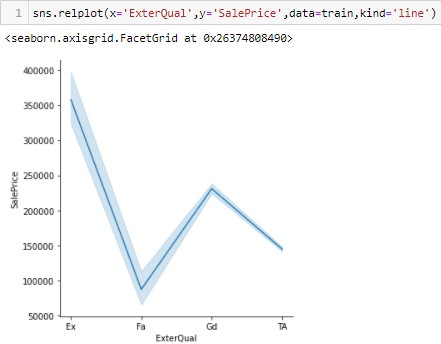 1 sns.relplot(x='ExterQual',y='SalePrice',data=train,kind='line')
<seaborn.axisgrid.FacetGrid at 0x26374808490>
400000
350000
300000
250000
200000
150000
100000
50000
SalePrice
Ex Fa Gd TA
ExterQual